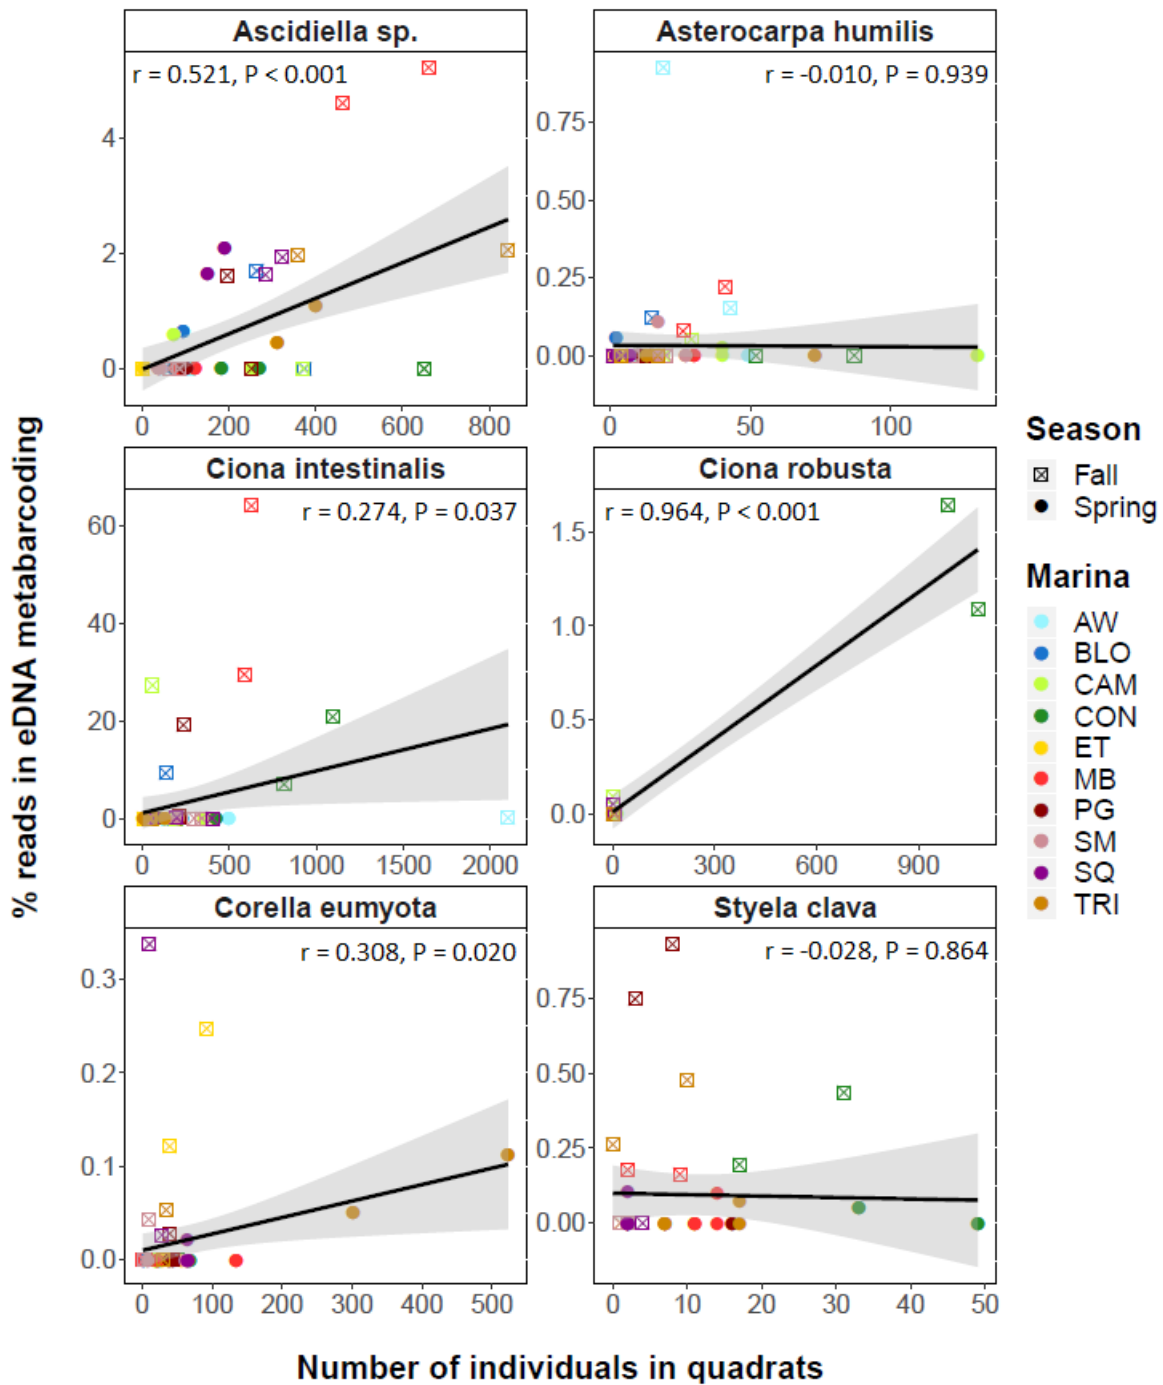 Ascidiella sp.
r = 0.521, P < 0.001
4
2
0
0 200 400 600 800
Asterocarpa humilis
r = -0.010, P = 0.939
0.75
0.50
0.25
0.00
0 50 100
Ciona intestinalis
r = 0.274, P = 0.037
60
40
20
0
0 500 1000 1500 2000
Ciona robusta
r = 0.964, P < 0.001
1.5
1.0
0.5
0.0
0 300 600 900
Corella eumyota
r = 0.308, P = 0.020
0.3
0.2
0.1
0.0
0 100 200 300 400 500
Styela clava
r = -0.028, P = 0.864
0.75
0.50
0.25
0.00
0 10 20 30 40 50
% reads in eDNA metabarcoding
Number of individuals in quadrats
Season
Fall
Spring
Marina
AW
BLO
CAM
CON
ET
MB
PG
SM
SQ
TRI